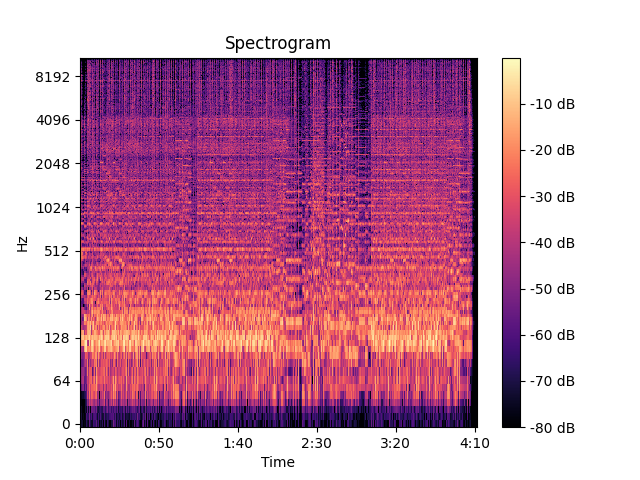 Spectrogram
8192
4096
2048
1024
512
256
128
64
0
Hz
0:00 0:50 1:40 2:30 3:20 4:10
Time
-10 dB
-20 dB
-30 dB
-40 dB
-50 dB
-60 dB
-70 dB
-80 dB